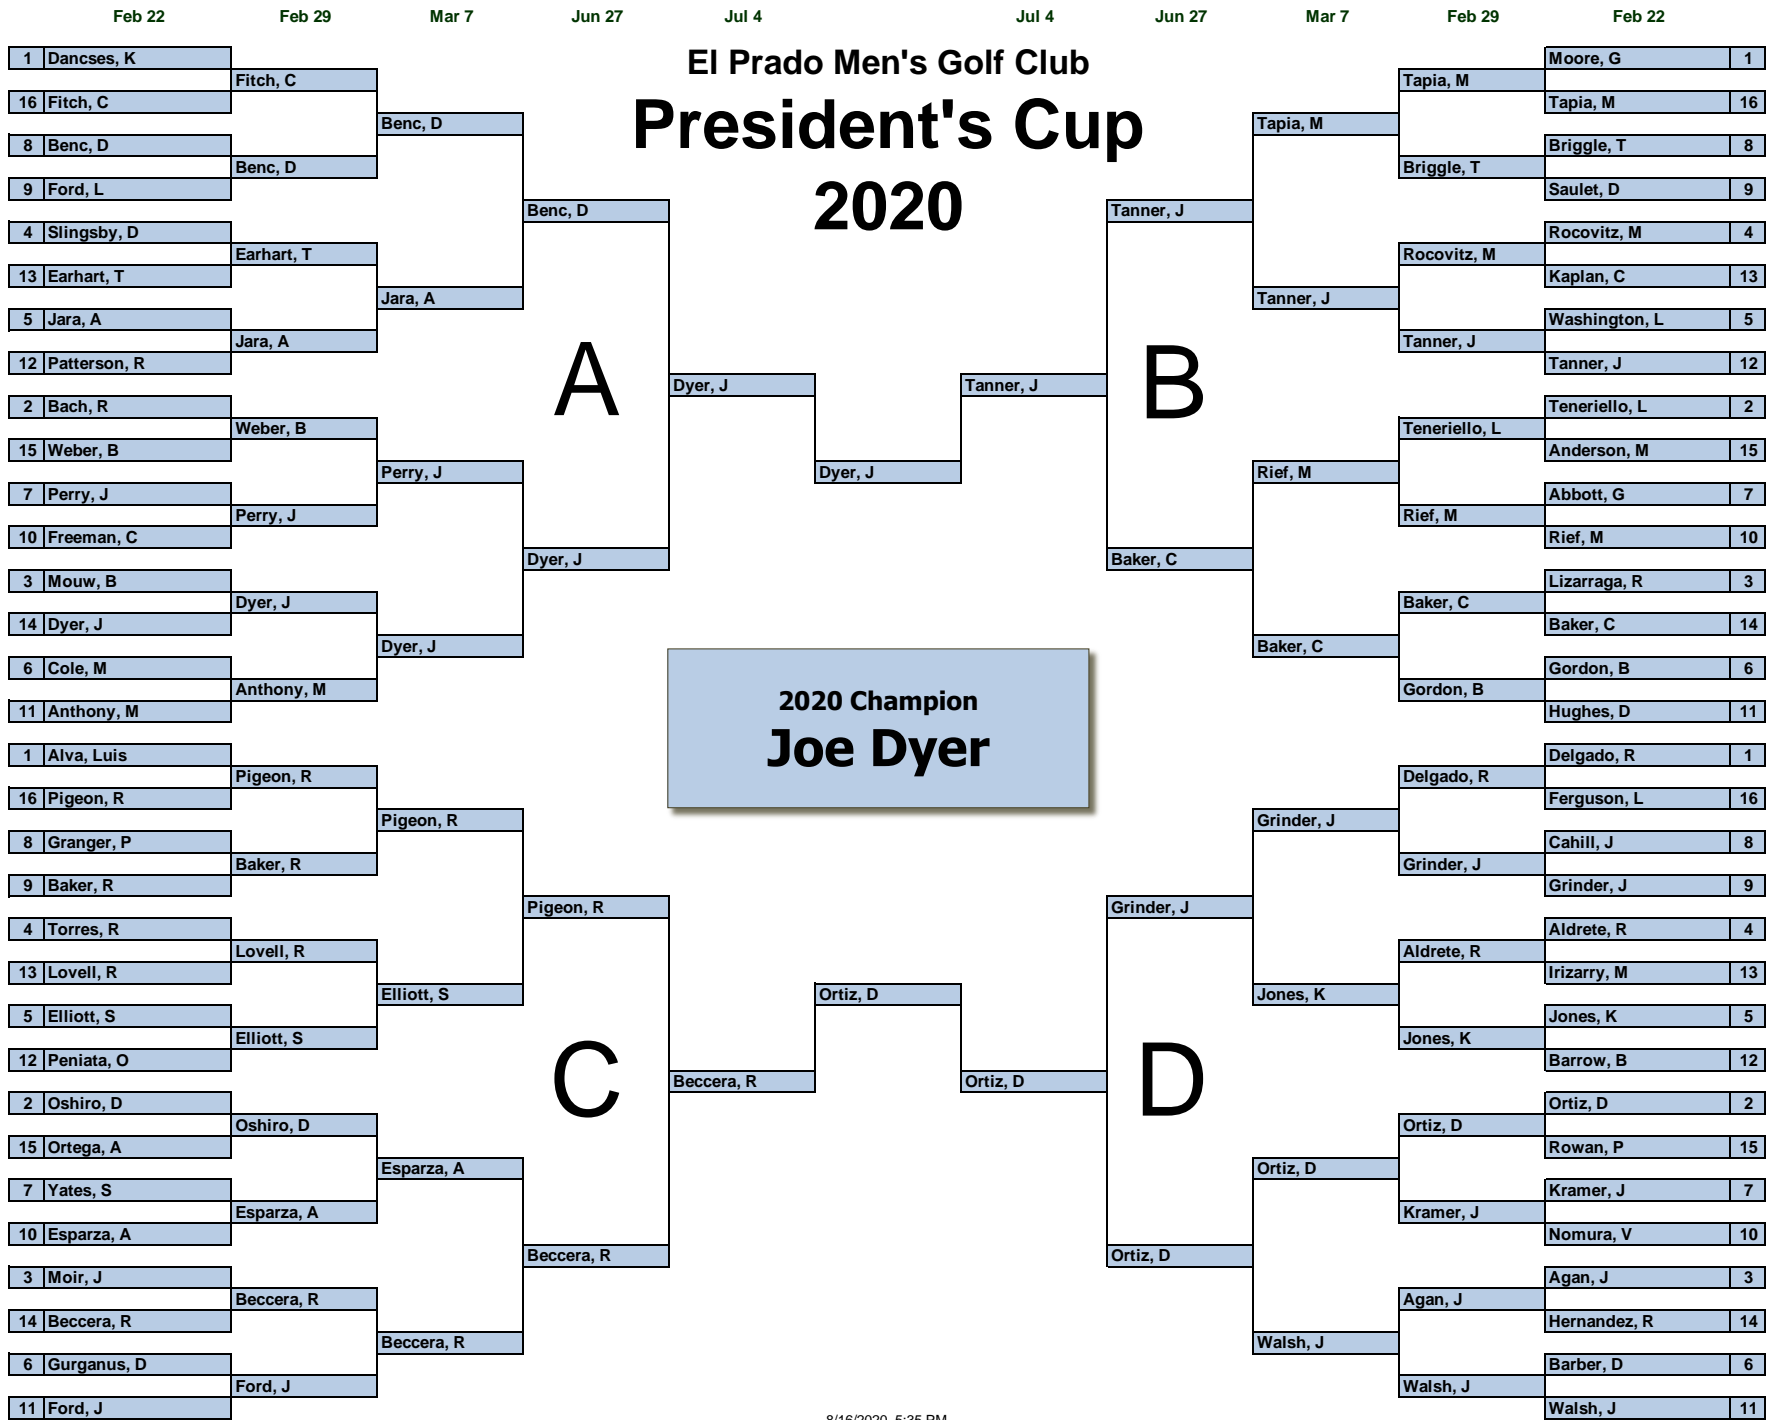 Feb 22 Feb 29 Mar 7 Jun 27 Jul 4 Jul 4 Jun 27 Mar 7 Feb 29 Feb 22
El Prado Men's Golf Club
President's Cup
2020
1 Dancses, K
Fitch, C
16 Fitch, C
Benc, D
8 Benc, D
Benc, D
9 Ford, L
Benc, D
4 Slingsby, D
Earhart, T
13 Earhart, T
Jara, A
5 Jara, A
Jara, A
12 Patterson, R
A
Dyer, J
2 Bach, R
Weber, B
15 Weber, B
Perry, J
7 Perry, J
Perry, J
10 Freeman, C
Dyer, J
3 Mouw, B
Dyer, J
14 Dyer, J
Dyer, J
6 Cole, M
Anthony, M
11 Anthony, M
Moore, G 1
Tapia, M
Tapia, M 16
Tapia, M
Briggle, T 8
Briggle, T
Saulet, D 9
Tanner, J
Rocovitz, M 4
Rocovitz, M
Kaplan, C 13
Tanner, J
Washington, L 5
Tanner, J
Tanner, J 12
B
Tanner, J
Teneriello, L 2
Teneriello, L
Anderson, M 15
Rief, M
Abbott, G 7
Rief, M
Rief, M 10
Baker, C
Lizarraga, R 3
Baker, C
Baker, C 14
Baker, C
Gordon, B 6
Gordon, B
Hughes, D 11
Dyer, J
2020 Champion
Joe Dyer
1 Alva, Luis
Pigeon, R
16 Pigeon, R
Pigeon, R
8 Granger, P
Baker, R
9 Baker, R
Pigeon, R
4 Torres, R
Lovell, R
13 Lovell, R
Elliott, S
5 Elliott, S
Elliott, S
12 Peniata, O
C
Beccera, R
2 Oshiro, D
Oshiro, D
15 Ortega, A
Esparza, A
7 Yates, S
Esparza, A
10 Esparza, A
Beccera, R
3 Moir, J
Beccera, R
14 Beccera, R
Beccera, R
6 Gurganus, D
Ford, J
11 Ford, J
Ortiz, D
Delgado, R 1
Delgado, R
Ferguson, L 16
Grinder, J
Cahill, J 8
Grinder, J
Grinder, J 9
Grinder, J
Aldrete, R 4
Aldrete, R
Irizarry, M 13
Jones, K
Jones, K 5
Jones, K
Barrow, B 12
D
Ortiz, D
Ortiz, D 2
Ortiz, D
Rowan, P 15
Ortiz, D
Kramer, J 7
Kramer, J
Nomura, V 10
Ortiz, D
Agan, J 3
Agan, J
Hernandez, R 14
Walsh, J
Barber, D 6
Walsh, J
Walsh, J 11
8/16/2020 5:35 PM